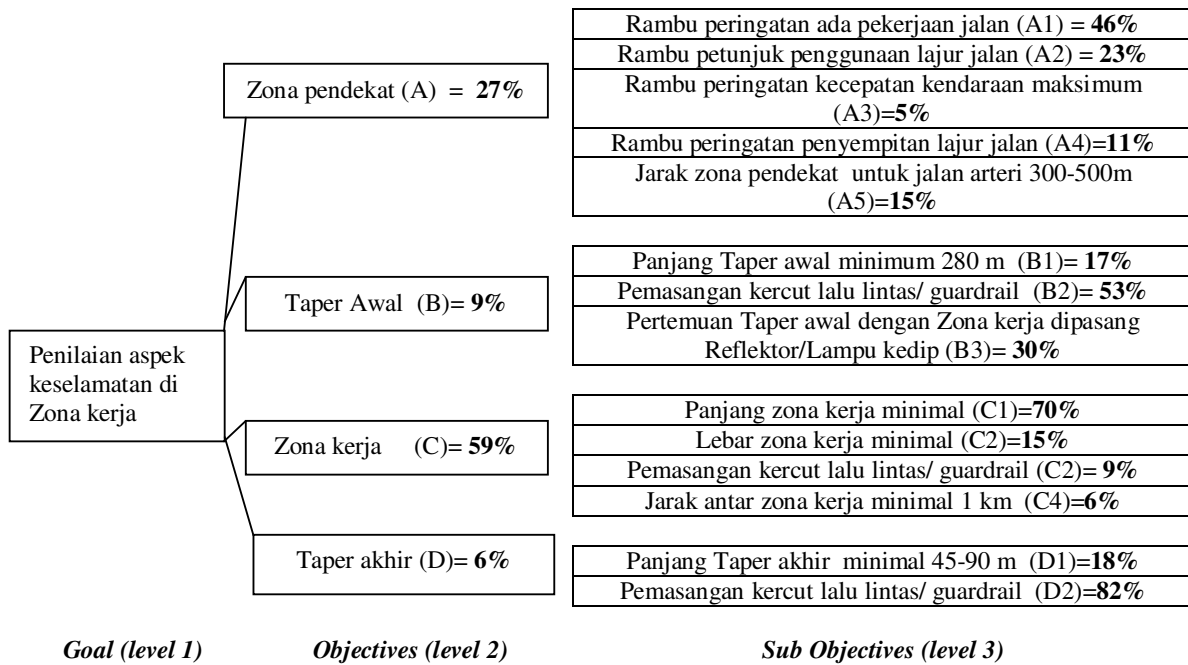 Rambu peringatan ada pekerjaan jalan (A1) = 46%
Rambu petunjuk penggunaan lajur jalan (A2) = 23%
Rambu peringatan kecepatan kendaraan maksimum
(A3)=5%
Rambu peringatan penyempitan lajur jalan (A4)=11%
Jarak zona pendekat untuk jalan arteri 300-500m
(A5)=15%
Zona pendekat (A) = 27%
Panjang Taper awal minimum 280 m (B1)= 17%
Pemasangan kercut lalu lintas/ guardrail (B2)= 53%
Pertemuan Taper awal dengan Zona kerja dipasang
Reflektor/Lampu kedip (B3)= 30%
Taper Awal (B)= 9%
Penilaian aspek
keselamatan di
Zona kerja
Panjang zona kerja minimal (C1)=70%
Lebar zona kerja minimal (C2)=15%
Pemasangan kercut lalu lintas/ guardrail (C2)= 9%
Jarak antar zona kerja minimal 1 km (C4)=6%
Zona kerja (C)= 59%
Panjang Taper akhir minimal 45-90 m (D1)=18%
Pemasangan kercut lalu lintas/ guardrail (D2)=82%
Taper akhir (D)= 6%
Goal (level 1)
Objectives (level 2)
Sub Objectives (level 3)